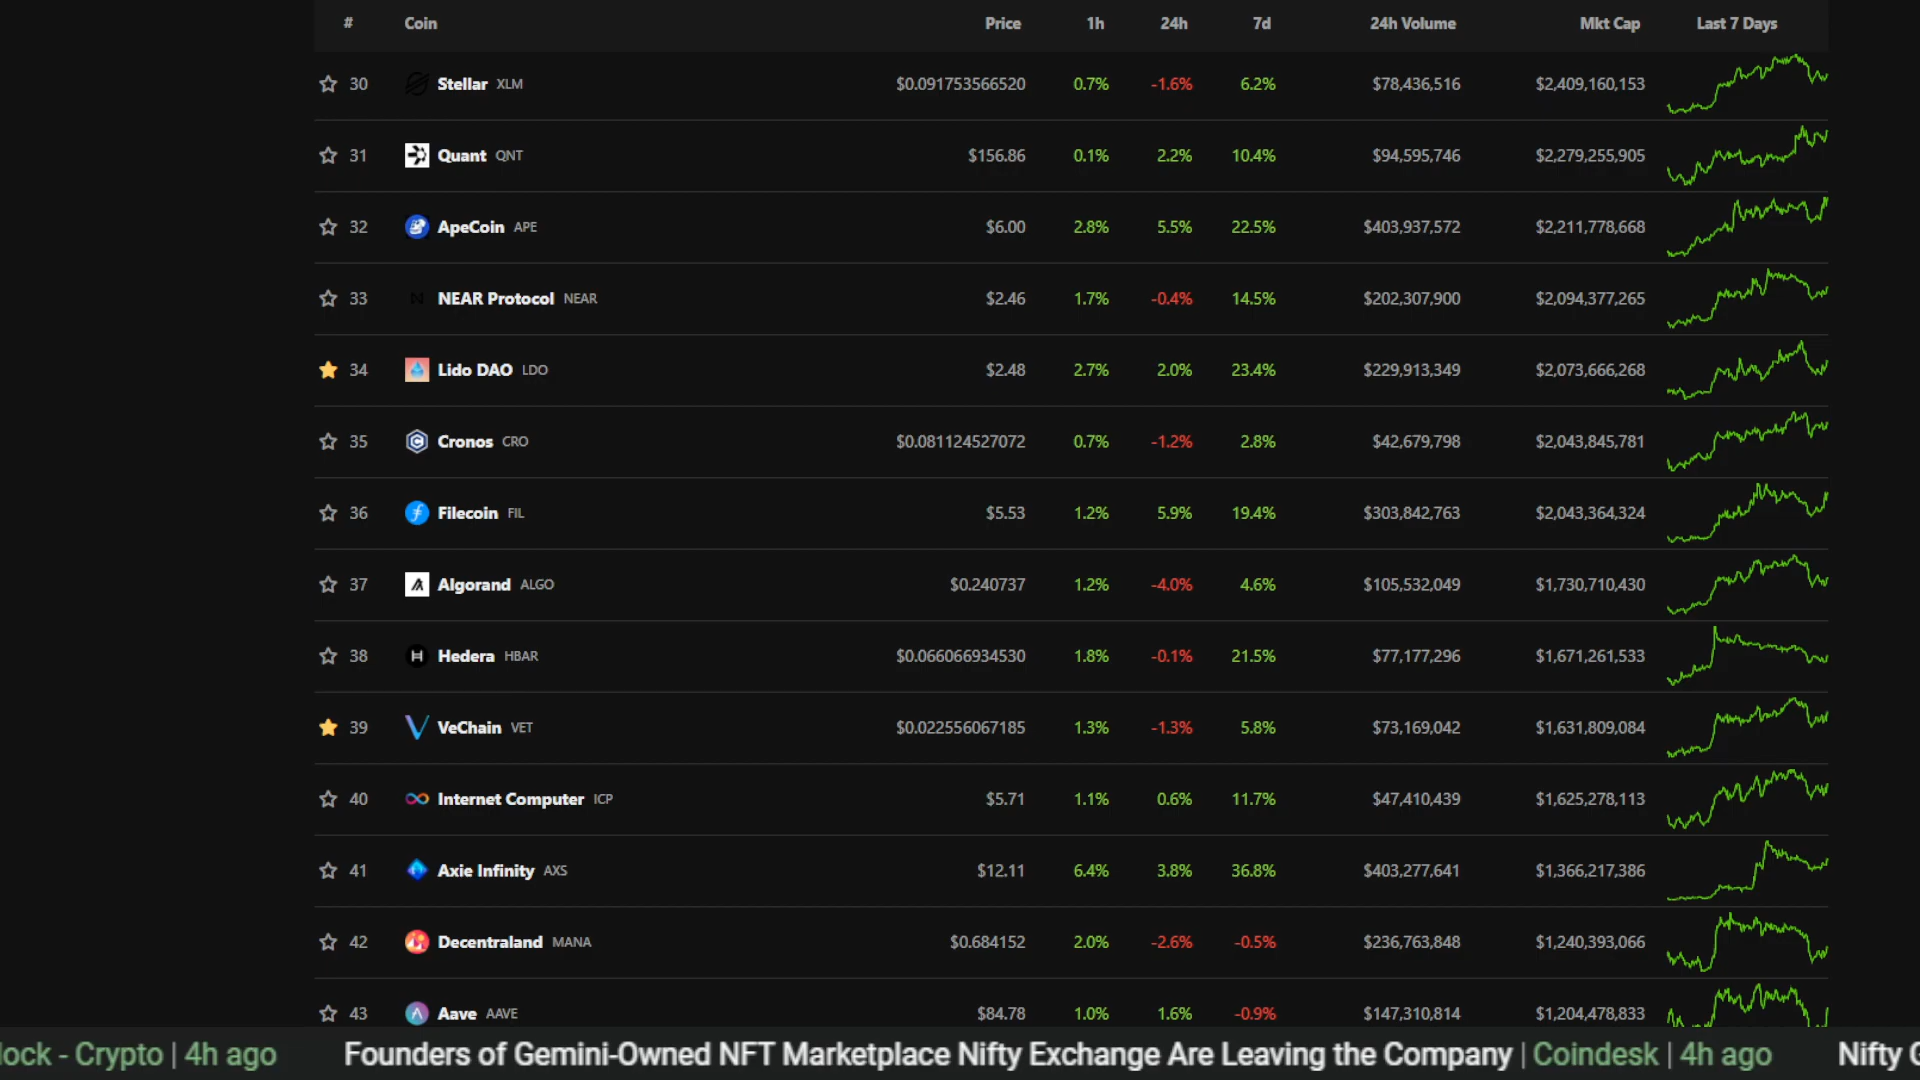 # Coin Price 1h 24h 7d 24h Volume Mkt Cap Last 7 Days
30 Stellar XLM $0.091753566520 0.7% -1.6% 6.2% $78,436,516 $2,409,160,153
31 Quant QNT $156.86 0.1% 2.2% 10.4% $94,595,746 $2,279,255,905
32 ApeCoin APE $6.00 2.8% 5.5% 22.5% $403,937,572 $2,211,778,668
33 NEAR Protocol NEAR $2.46 1.7% -0.4% 14.5% $202,307,900 $2,094,377,265
34 Lido DAO LDO $2.48 2.7% 2.0% 23.4% $229,913,349 $2,073,666,268
35 Cronos CRO $0.081124527072 0.7% -1.2% 2.8% $42,679,798 $2,043,845,781
36 Filecoin FIL $5.53 1.2% 5.9% 19.4% $303,842,763 $2,043,364,324
37 Algorand ALGO $0.240737 1.2% -4.0% 4.6% $105,532,049 $1,730,710,430
38 Hedera HBAR $0.066066934530 1.8% -0.1% 21.5% $77,177,296 $1,671,261,533
39 VeChain VET $0.022556067185 1.3% -1.3% 5.8% $73,169,042 $1,631,809,084
40 Internet Computer ICP $5.71 1.1% 0.6% 11.7% $47,410,439 $1,625,278,113
41 Axie Infinity AXS $12.11 6.4% 3.8% 36.8% $403,277,641 $1,366,217,386
42 Decentraland MANA $0.684152 2.0% -2.6% -0.5% $236,763,848 $1,240,393,066
43 Aave AAVE $84.78 1.0% 1.6% -0.9% $147,310,814 $1,204,478,833
lock - Crypto | 4h ago Founders of Gemini-Owned NFT Marketplace Nifty Exchange Are Leaving the Company | Coindesk | 4h ago Nifty G